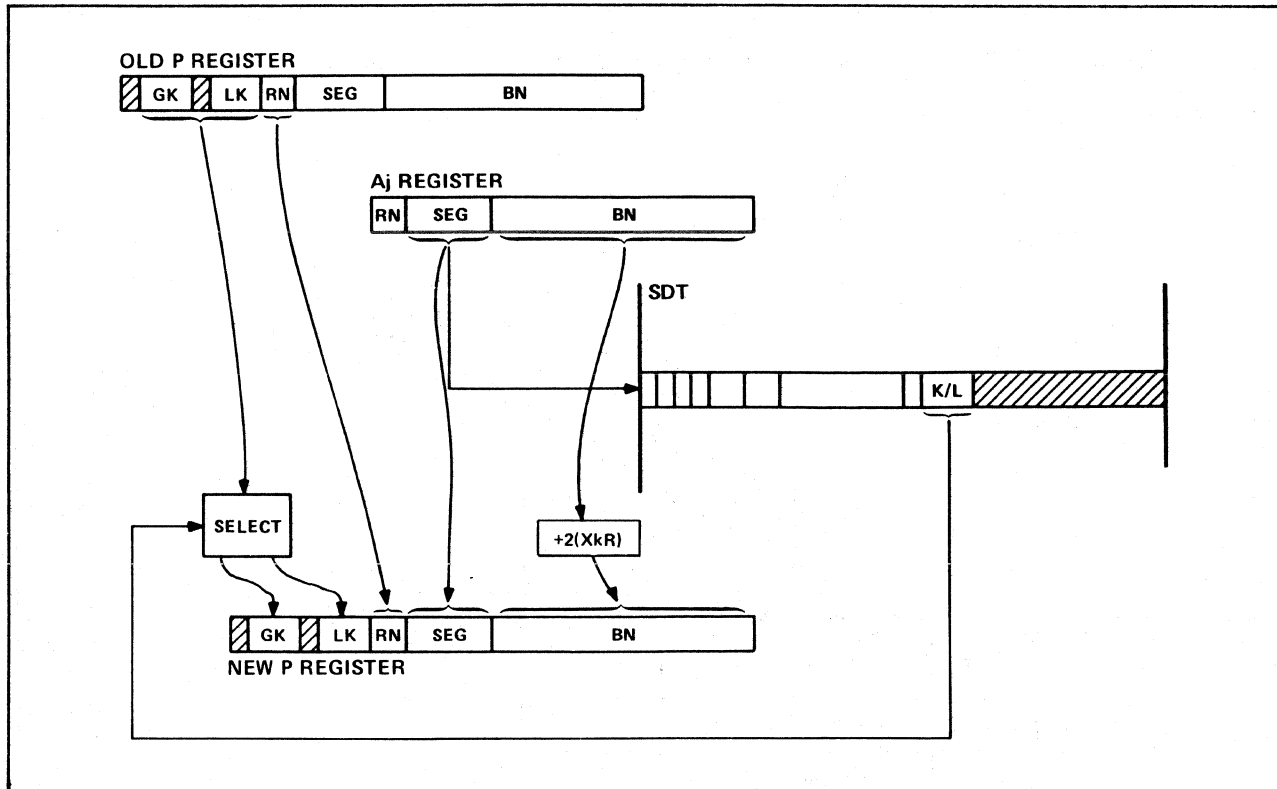 OLD P REGISTER
GK LK RN SEG BN
Aj REGISTER
RN SEG BN
SDT
K/L
SELECT
+2(XkR)
GK LK RN SEG BN
NEW P REGISTER